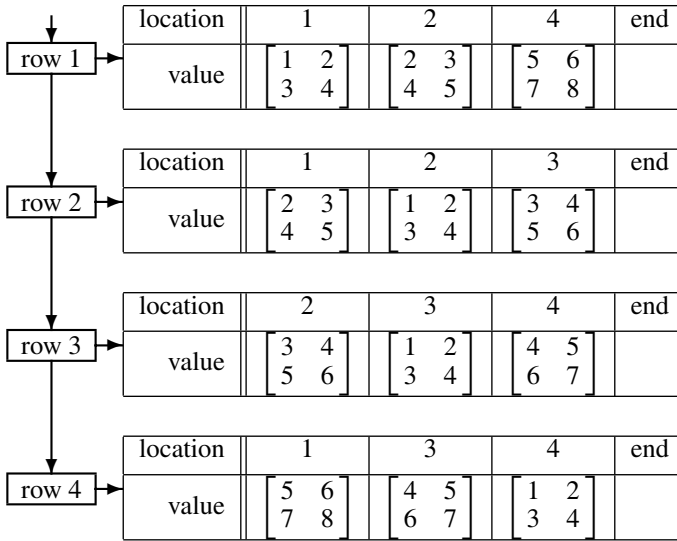 location 1 2 4 end
row 1
value [1 2 3 4] [2 3 4 5] [5 6 7 8]
location 1 2 3 end
row 2
value [2 3 4 5] [1 2 3 4] [3 4 5 6]
location 2 3 4 end
row 3
value [3 4 5 6] [1 2 3 4] [4 5 6 7]
location 1 3 4 end
row 4
value [5 6 7 8] [4 5 6 7] [1 2 3 4]